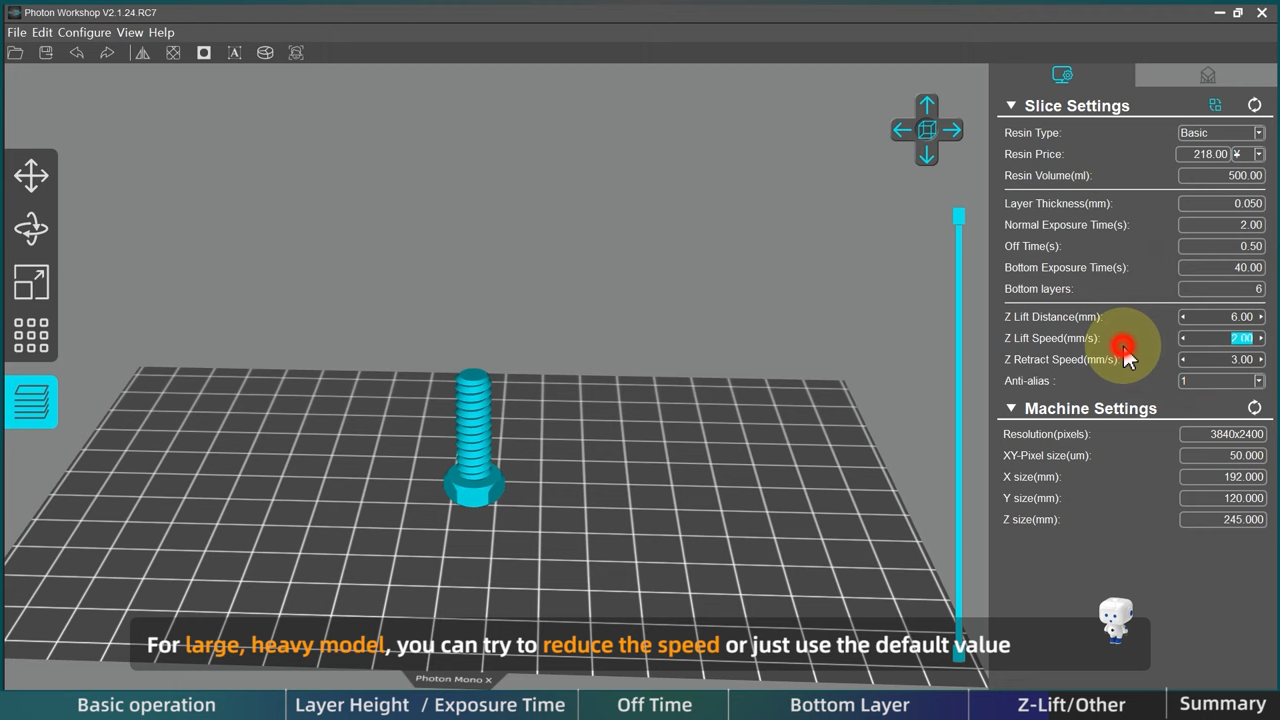 Photon Workshop V2.1.24.RC7
File Edit Configure View Help
Slice Settings
Resin Type: Basic
Resin Price: 218.00 ¥
Resin Volume(ml): 500.00
Layer Thickness(mm): 0.050
Normal Exposure Time(s): 2.00
Off Time(s): 0.50
Bottom Exposure Time(s): 40.00
Bottom layers: 6
Z Lift Distance(mm): 6.00
Z Lift Speed(mm/s): 2.00
Z Retract Speed(mm/s) 3.00
Anti-alias : 1
Machine Settings
Resolution(pixels): 3840x2400
XY-Pixel size(um): 50.000
X size(mm): 192.000
Y size(mm): 120.000
Z size(mm): 245.000
For large, heavy model, you can try to reduce the speed or just use the default value
Photon Mono X
Basic operation Layer Height / Exposure Time Off Time Bottom Layer Z-Lift/Other Summary